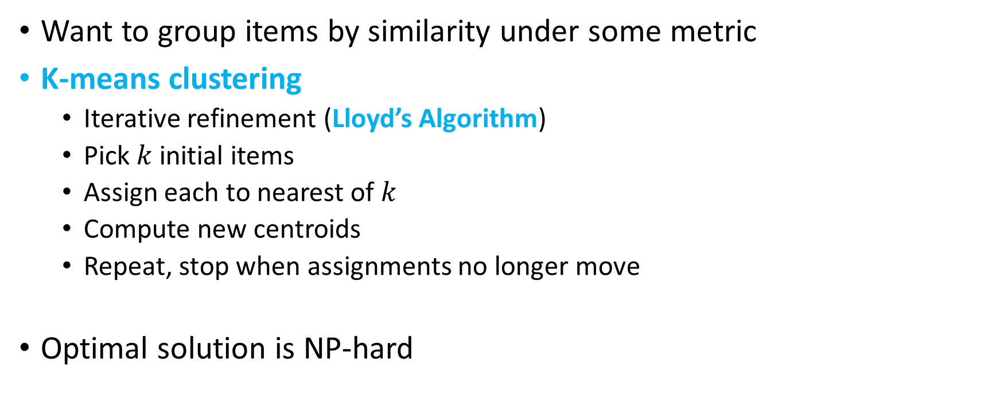 • Want to group items by similarity under some metric
• K-means clustering
• Iterative refinement (Lloyd’s Algorithm)
• Pick 𝑘 initial items
• Assign each to nearest of 𝑘
• Compute new centroids
• Repeat, stop when assignments no longer move
• Optimal solution is NP-hard